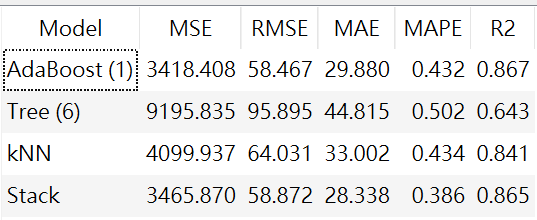 Model MSE RMSE MAE MAPE R2
AdaBoost (1) 3418.408 58.467 29.880 0.432 0.867
Tree (6) 9195.835 95.895 44.815 0.502 0.643
kNN 4099.937 64.031 33.002 0.434 0.841
Stack 3465.870 58.872 28.338 0.386 0.865